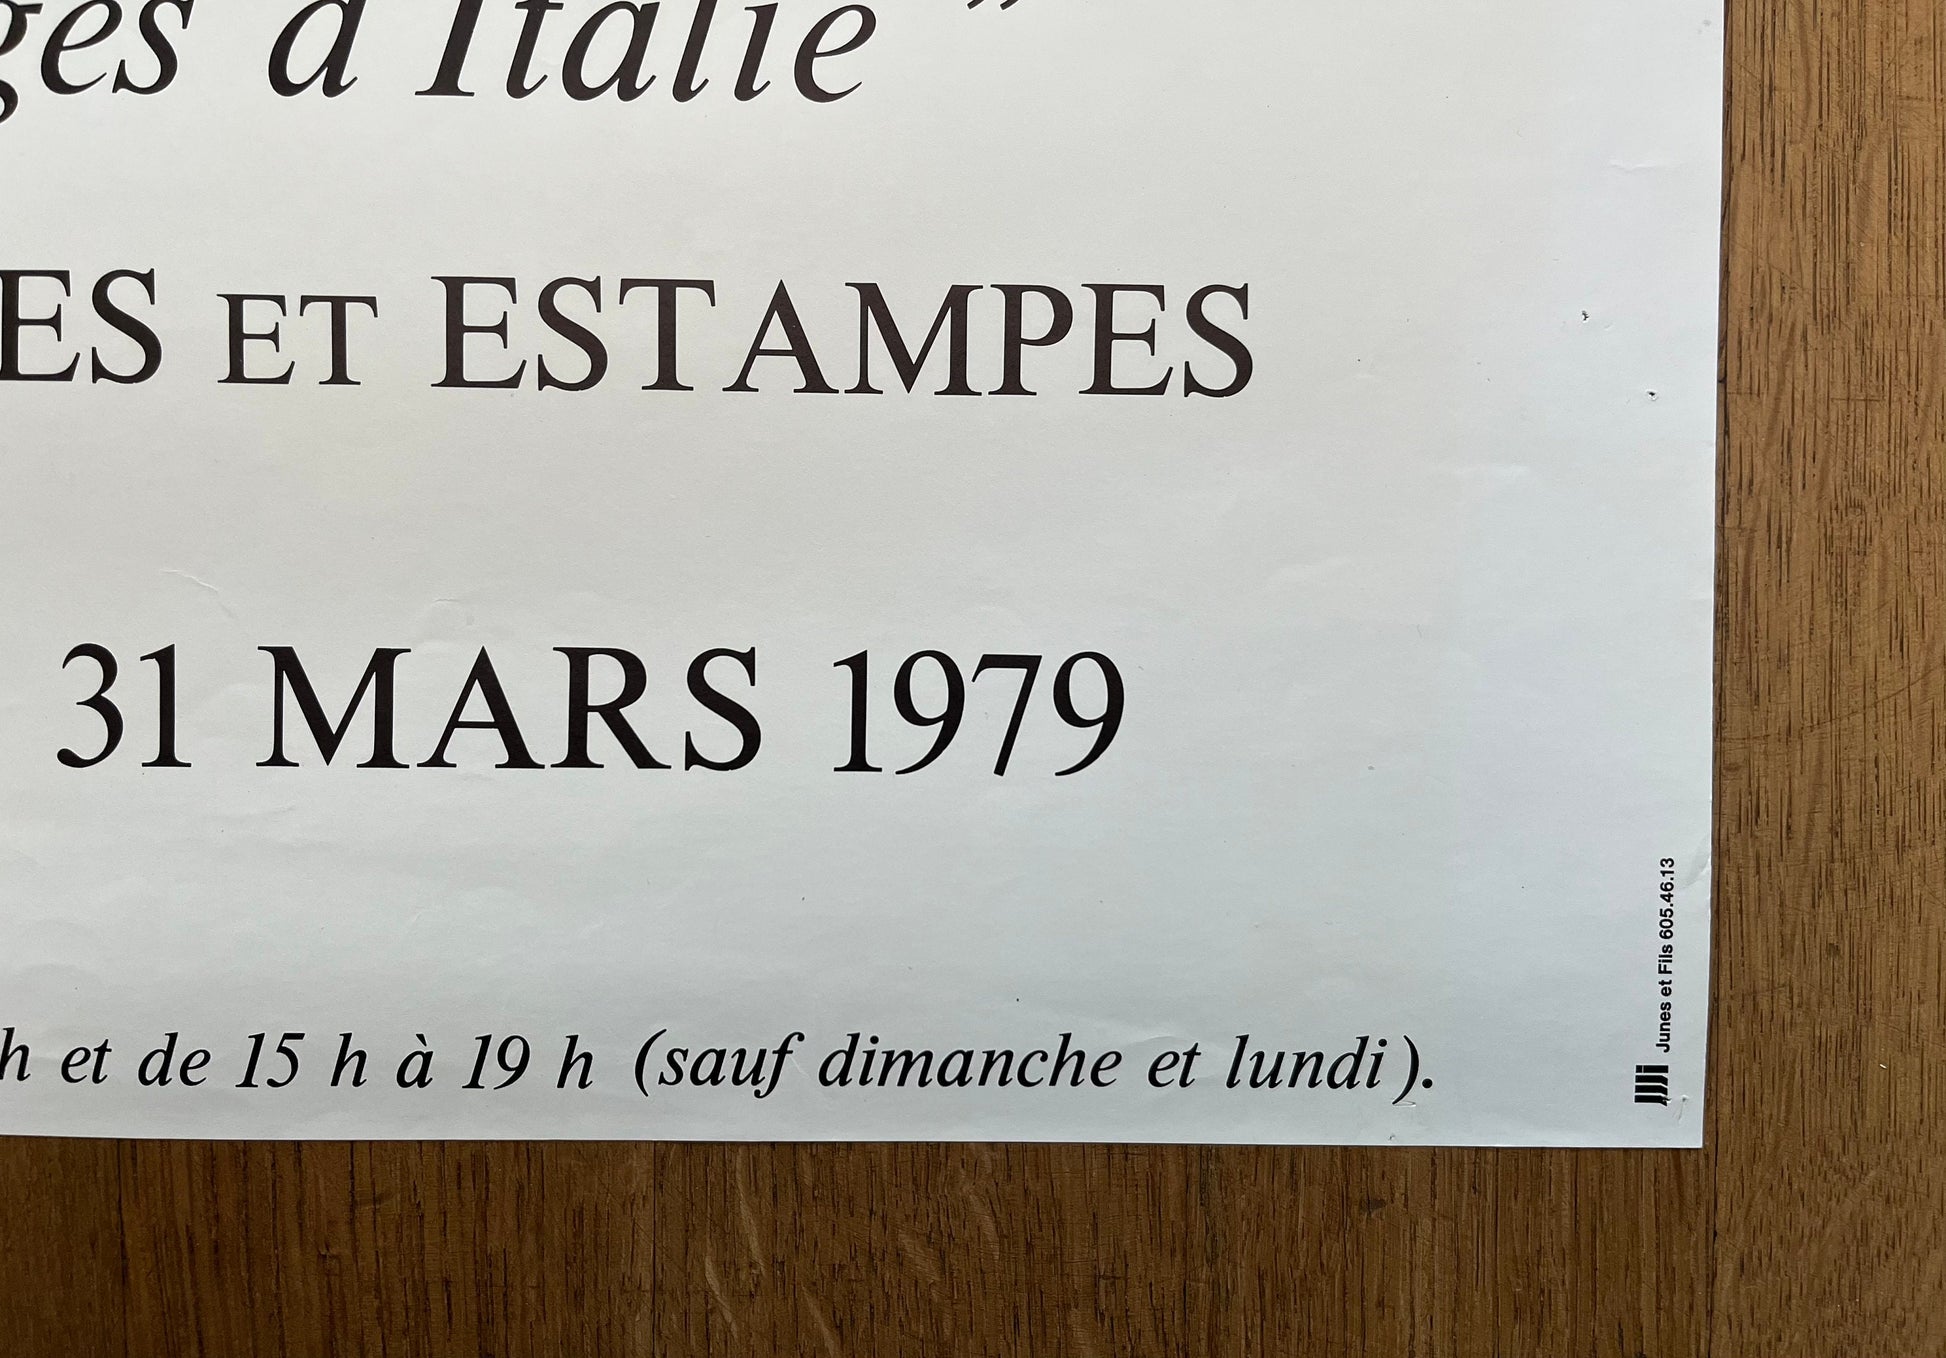 ges d'Italie ”
ES ET ESTAMPES
31 MARS 1979
h et de 15 h à 19 h (sauf dimanche et lundi).
Junes et Fils 605.46.13